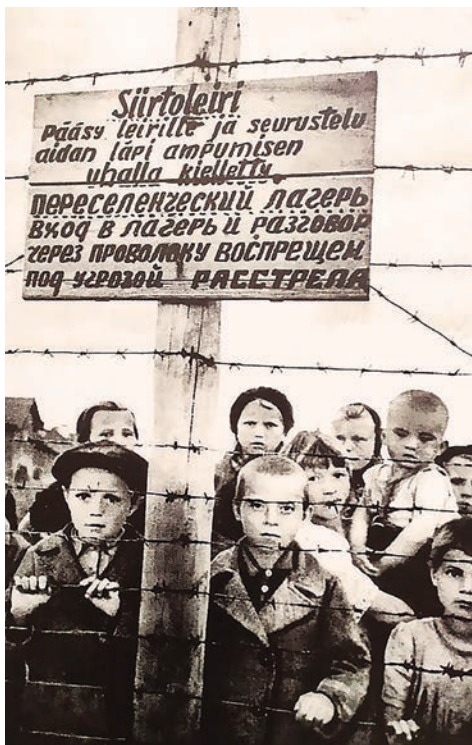 Siirtoleiri
Pääsy leirille ja seurustelu
aidan läpi ampumisen
uhalla kielletty.
ПЕРЕСЕЛЕНЧЕСКИЙ ЛАГЕРЬ
ВХОД В ЛАГЕРЬ И РАЗГОВОР
ЧЕРЕЗ ПРОВОЛОКУ ВОСПРЕЩЕН
ПОД УГРОЗОЙ РАССТРЕЛА